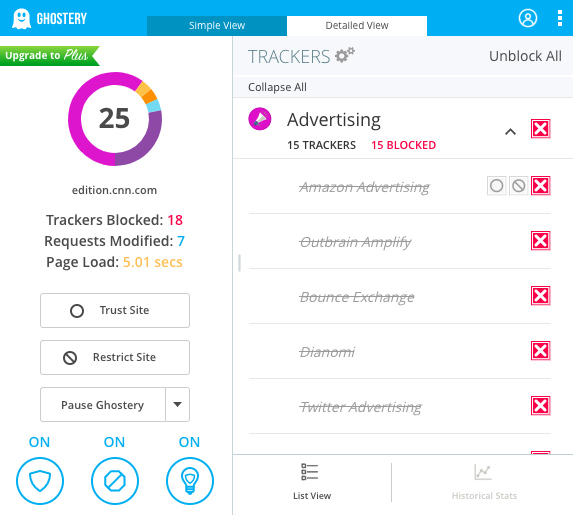 GHOSTERY
Simple View
Detailed View
Upgrade to Plus
25
edition.cnn.com
Trackers Blocked: 18
Requests Modified: 7
Page Load: 5.01 secs
Trust Site
Restrict Site
Pause Ghostery
ON ON ON
TRACKERS
Unblock All
Collapse All
Advertising
15 TRACKERS 15 BLOCKED
Amazon Advertising
Outbrain Amplify
Bounce Exchange
Dianomi
Twitter Advertising
List View
Historical Stats